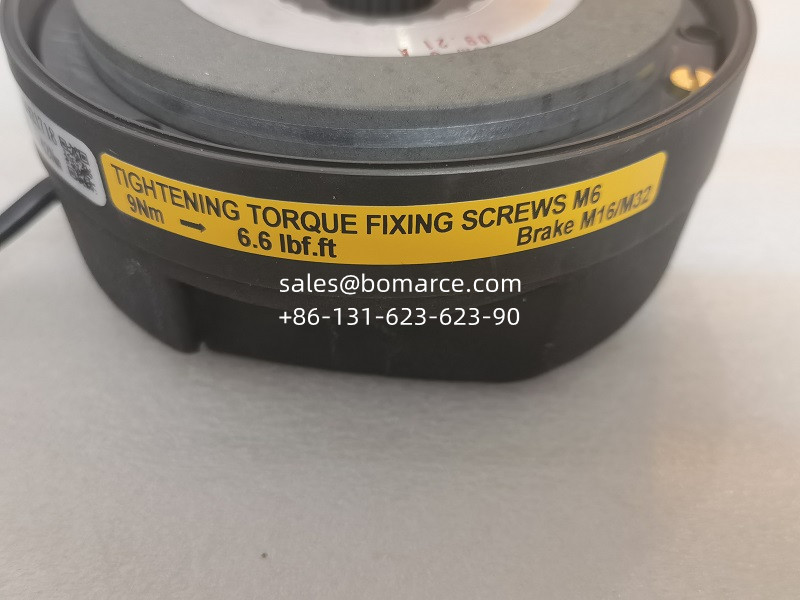 TIGHTENING TORQUE FIXING SCREWS M6
9Nm → 6.6 lbf.ft
Brake M16/M32
sales@bomarce.com
+86-131-623-623-90